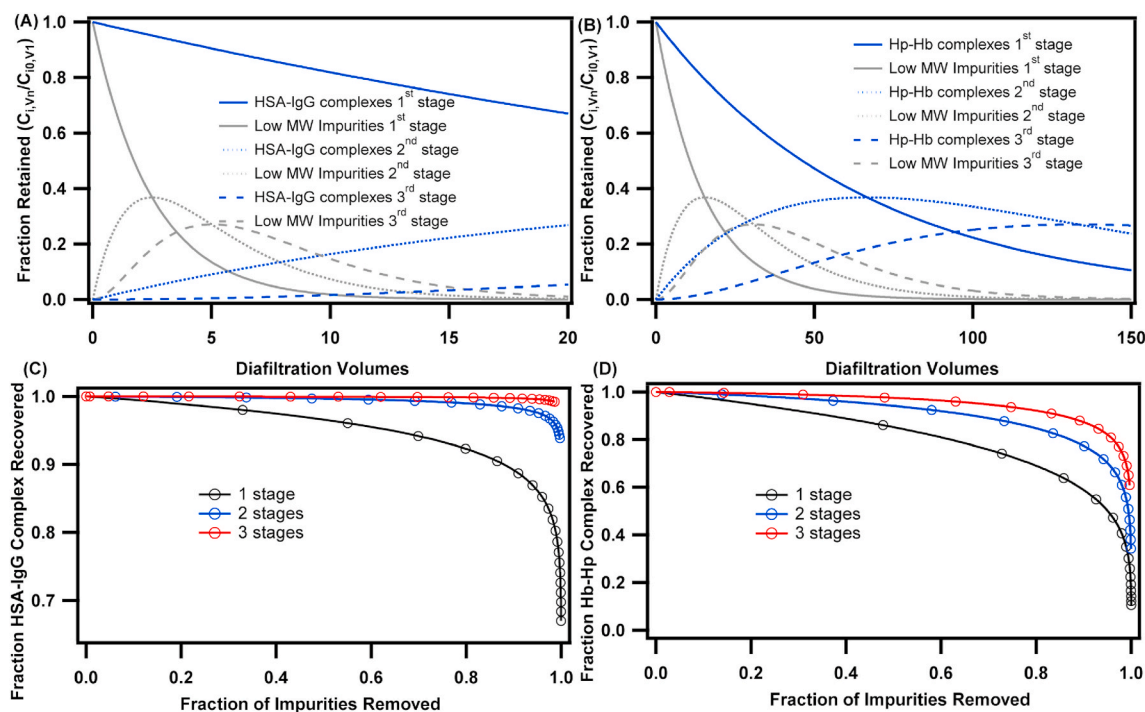 (A)
Fraction Retained (Ci,Vn/Ci0,V1)
1.0
0.8
0.6
0.4
0.2
0.0
HSA-IgG complexes 1st stage
Low MW Impurities 1st stage
HSA-IgG complexes 2nd stage
Low MW Impurities 2nd stage
HSA-IgG complexes 3rd stage
Low MW Impurities 3rd stage
0 5 10 15 20
Diafiltration Volumes
(B)
Fraction Retained (Ci,Vn/Ci0,V1)
1.0
0.8
0.6
0.4
0.2
0.0
Hp-Hb complexes 1st stage
Low MW Impurities 1st stage
Hp-Hb complexes 2nd stage
Low MW Impurities 2nd stage
Hp-Hb complexes 3rd stage
Low MW Impurities 3rd stage
0 50 100 150
Diafiltration Volumes
(C)
Fraction HSA-IgG Complex Recovered
1.0
0.9
0.8
0.7
1 stage
2 stages
3 stages
0.0 0.2 0.4 0.6 0.8 1.0
Fraction of Impurities Removed
(D)
Fraction Hb-Hp Complex Recovered
1.0
0.8
0.6
0.4
0.2
0.0
1 stage
2 stages
3 stages
0.0 0.2 0.4 0.6 0.8 1.0
Fraction of Impurities Removed